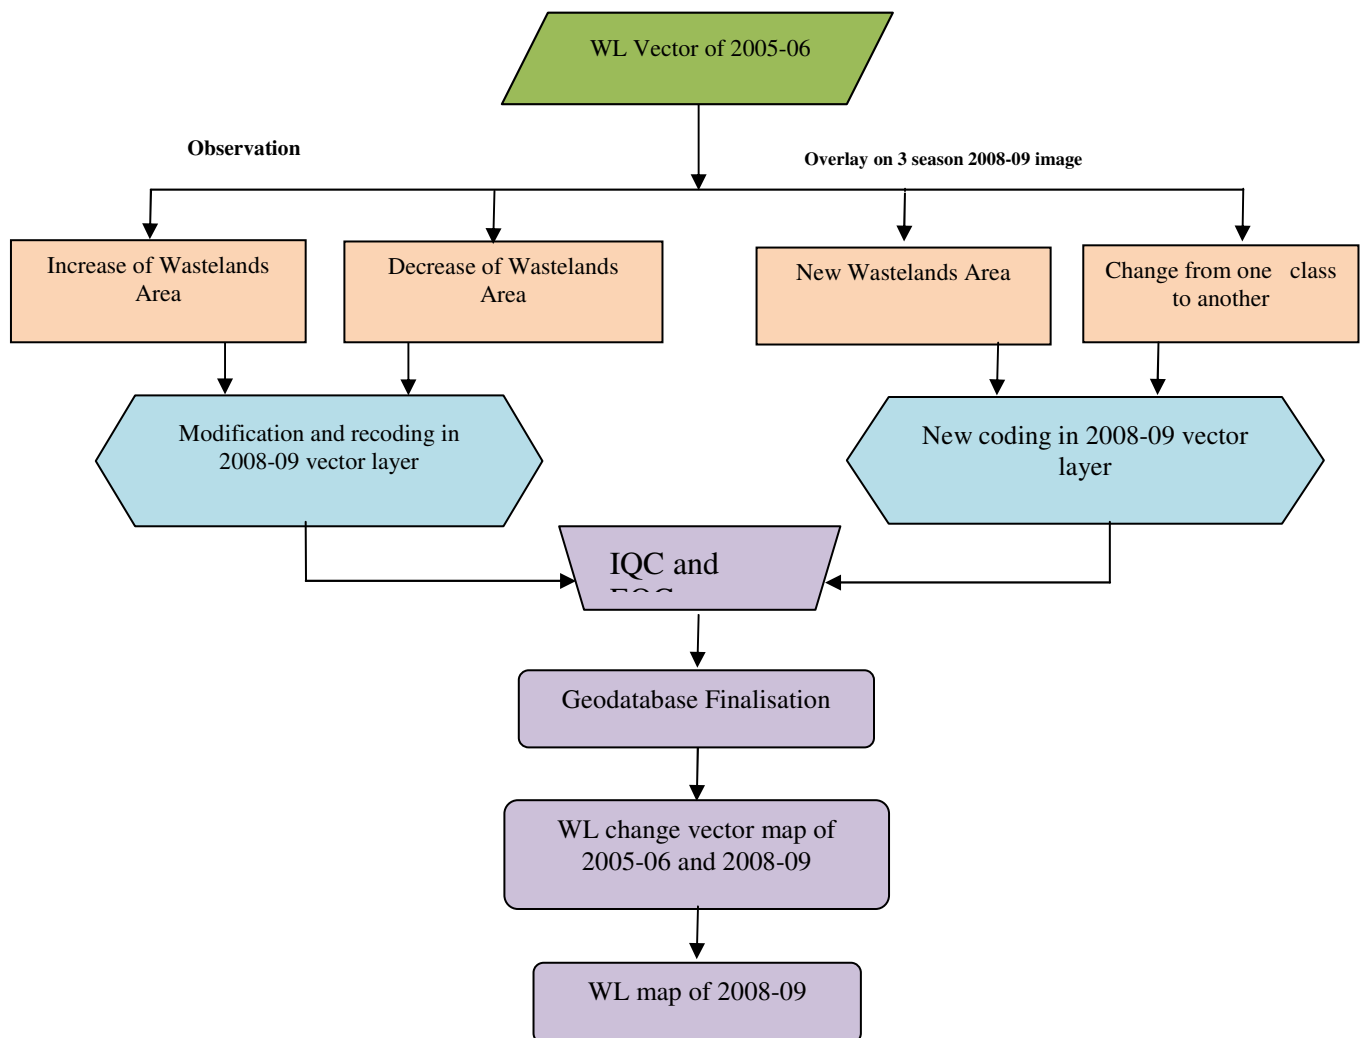 WL Vector of 2005-06
Observation
Overlay on 3 season 2008-09 image
Increase of Wastelands
Area
Decrease of Wastelands
Area
New Wastelands Area
Change from one class
to another
Modification and recoding in
2008-09 vector layer
New coding in 2008-09 vector
layer
IQC and
Geodatabase Finalisation
WL change vector map of
2005-06 and 2008-09
WL map of 2008-09